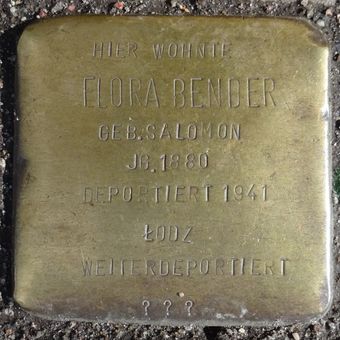 HIER WOHNTE
FLORA BENDER
GEB. SALOMON
JG. 1880
DEPORTIERT 1941
ŁODZ
WEITERDEPORTIERT
? ? ?